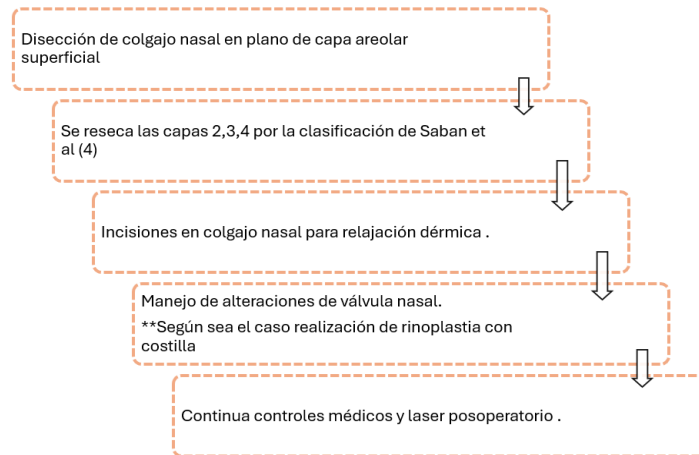 Disección de colgajo nasal en plano de capa areolar
superficial
Se reseca las capas 2,3,4 por la clasificación de Saban et
al (4)
Incisiones en colgajo nasal para relajación dérmica .
Manejo de alteraciones de válvula nasal.
**Según sea el caso realización de rinoplastia con
costilla
Continua controles médicos y laser posoperatorio .